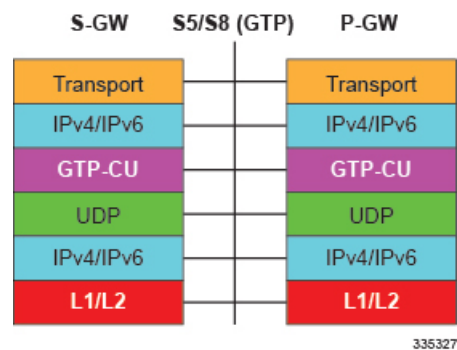 S-GW S5/S8 (GTP) P-GW
Transport Transport
IPv4/IPv6 IPv4/IPv6
GTP-CU GTP-CU
UDP UDP
IPv4/IPv6 IPv4/IPv6
L1/L2 L1/L2
335327